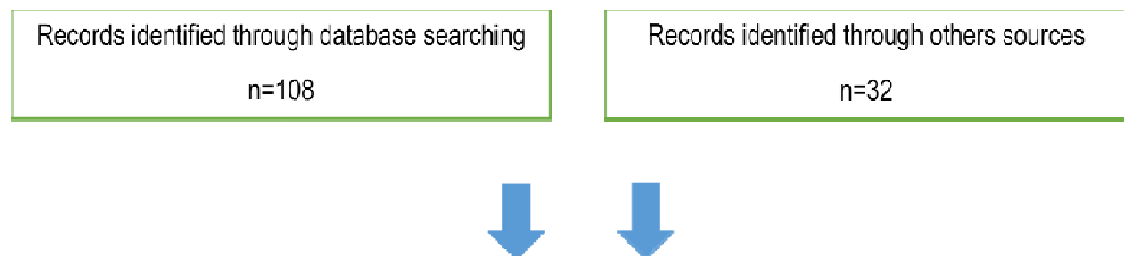 Records identified through database searching
n=108
Records identified through others sources
n=32